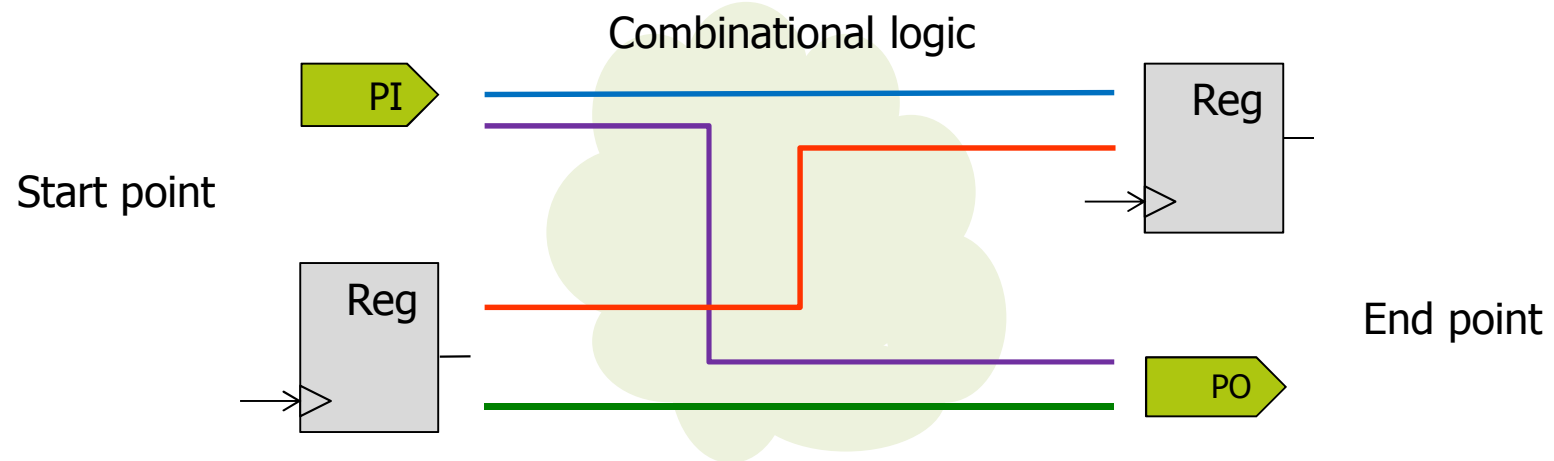 Combinational logic
PI
Reg
Start point
Reg
End point
PO